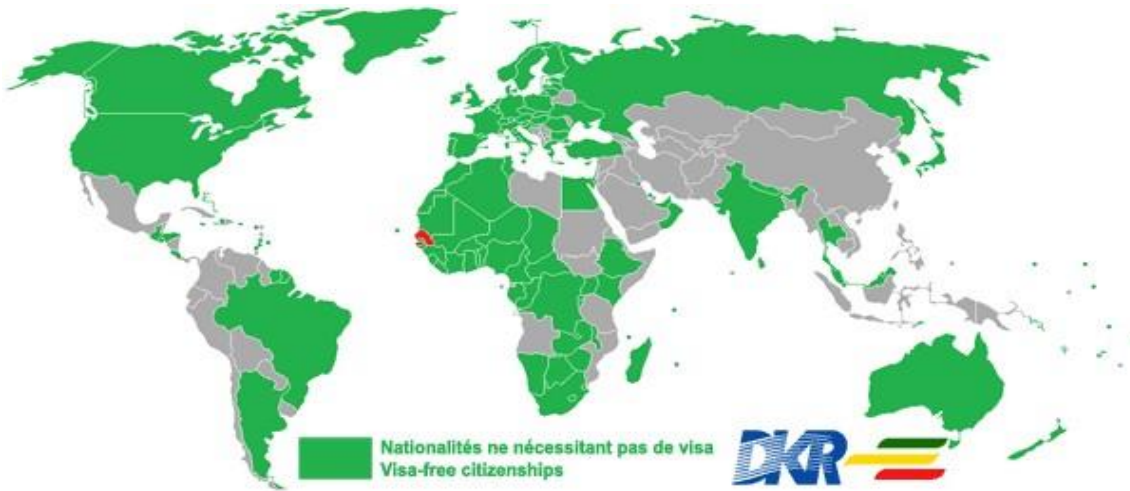 Nationalités ne nécessitant pas de visa
Visa-free citizenships
DKR